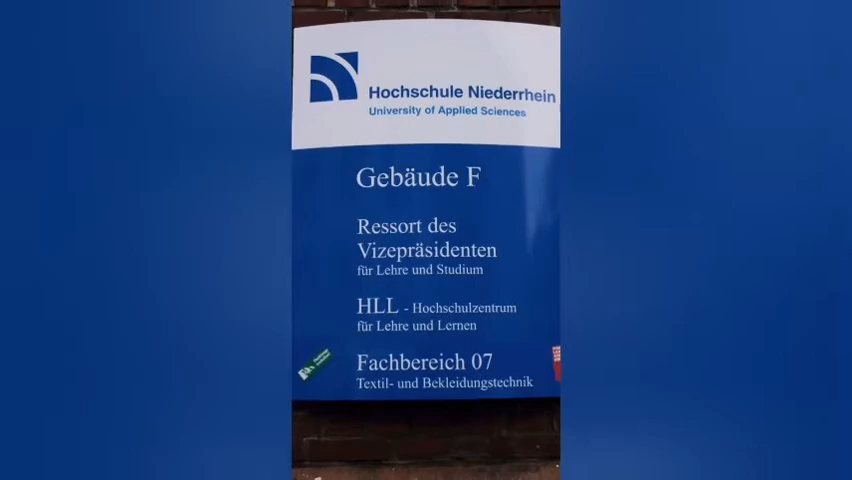 Hochschule Niederrhein
University of Applied Sciences
Gebäude F
Ressort des
Vizepräsidenten
für Lehre und Studium
HLL - Hochschulzentrum
für Lehre und Lernen
Fachbereich 07
Textil- und Bekleidungstechnik